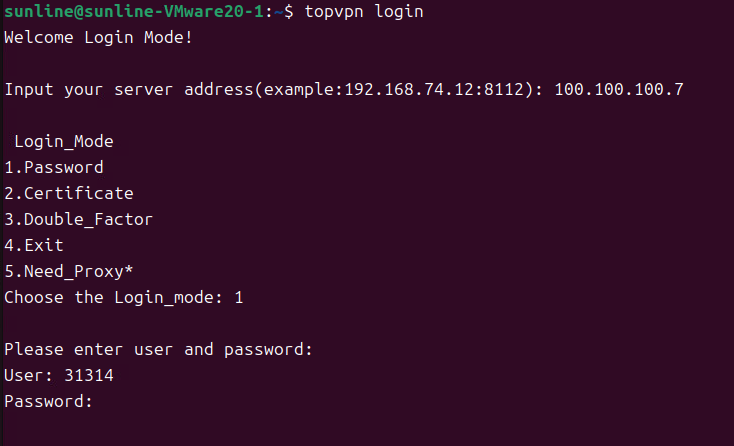 sunline@sunline-VMware20-1:~$ topvpn login
Welcome Login Mode!
Input your server address(example:192.168.74.12:8112): 100.100.100.7
Login_Mode
1.Password
2.Certificate
3.Double_Factor
4.Exit
5.Need_Proxy*
Choose the Login_mode: 1
Please enter user and password:
User: 31314
Password: